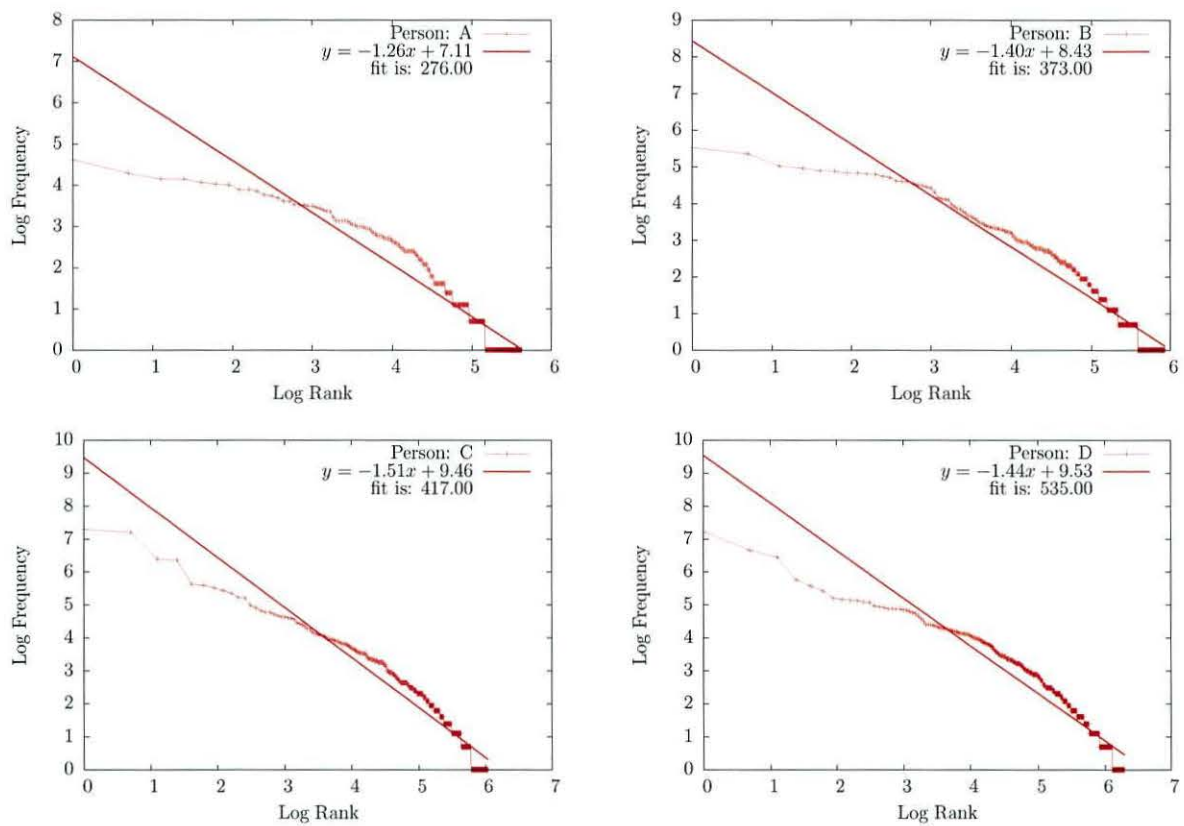 Person: A
y = −1.26x + 7.11
fit is: 276.00
Log Frequency
8
7
6
5
4
3
2
1
0
0 1 2 3 4 5 6
Log Rank
Person: B
y = −1.40x + 8.43
fit is: 373.00
Log Frequency
9
8
7
6
5
4
3
2
1
0
0 1 2 3 4 5 6
Log Rank
Person: C
y = −1.51x + 9.46
fit is: 417.00
Log Frequency
10
9
8
7
6
5
4
3
2
1
0
0 1 2 3 4 5 6 7
Log Rank
Person: D
y = −1.44x + 9.53
fit is: 535.00
Log Frequency
10
9
8
7
6
5
4
3
2
1
0
0 1 2 3 4 5 6 7
Log Rank